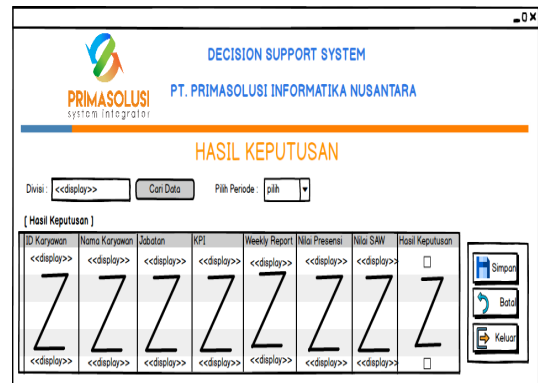 DECISION SUPPORT SYSTEM
PT. PRIMASOLUSI INFORMATIKA NUSANTARA
PRIMASOLUSI
system integrator
HASIL KEPUTUSAN
Divisi : <<display>> Cari Data Pilih Periode : pilih
( Hasil Keputusan )
ID Karyawan Nama Karyawan Jabatan KPI Weekly Report Nilai Presensi Nilai SAW Hasil Keputusan
<<display>> <<display>> <<display>> <<display>> <<display>> <<display>> <<display>>
<<display>> <<display>> <<display>> <<display>> <<display>> <<display>> <<display>>
Simpan
Batal
Keluar